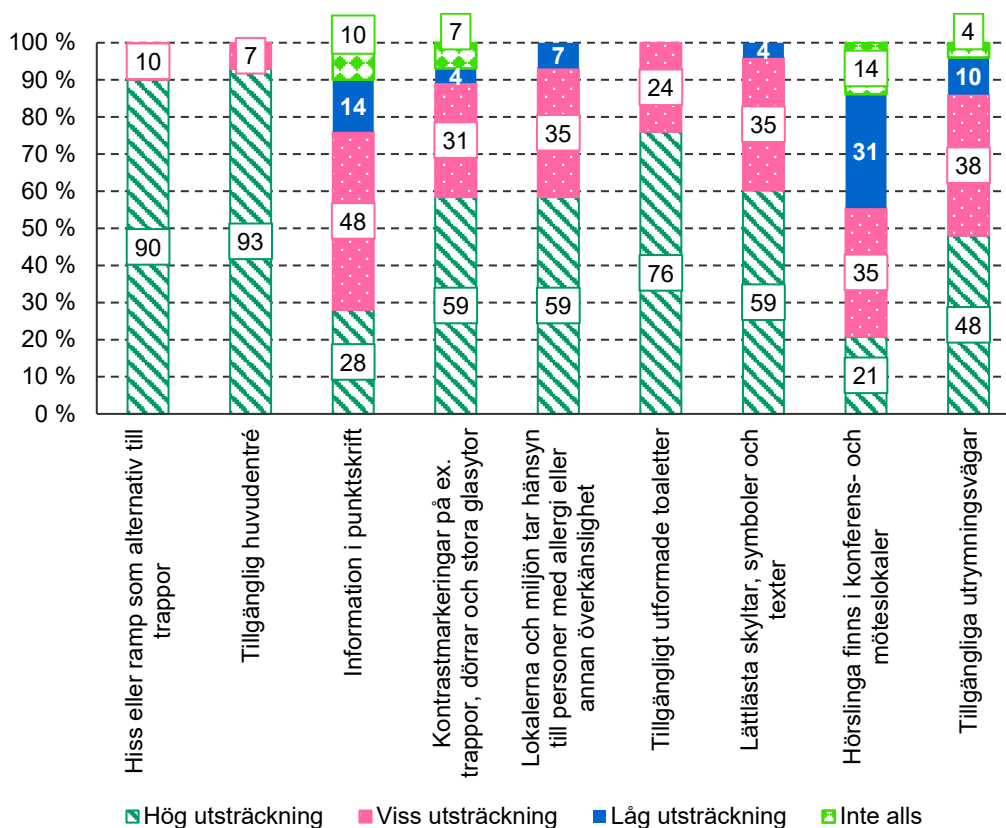 100 %
90 %
80 %
70 %
60 %
50 %
40 %
30 %
20 %
10 %
0 %
10
90
7
93
10
14
48
28
7
4
31
59
7
35
59
24
76
4
35
59
14
31
35
21
4
10
38
48
Hiss eller ramp som alternativ till
trappor
Tillgänglig huvudentré
Information i punktskrift
Kontrastmarkeringar på ex.
trappor, dörrar och stora glasytor
Lokalerna och miljön tar hänsyn
till personer med allergi eller
annan överkänslighet
Tillgängligt utformade toaletter
Lättlästa skyltar, symboler och
texter
Hörslinga finns i konferens- och
möteslokaler
Tillgängliga utrymningsvägar
Hög utsträckning
Viss utsträckning
Låg utsträckning
Inte alls